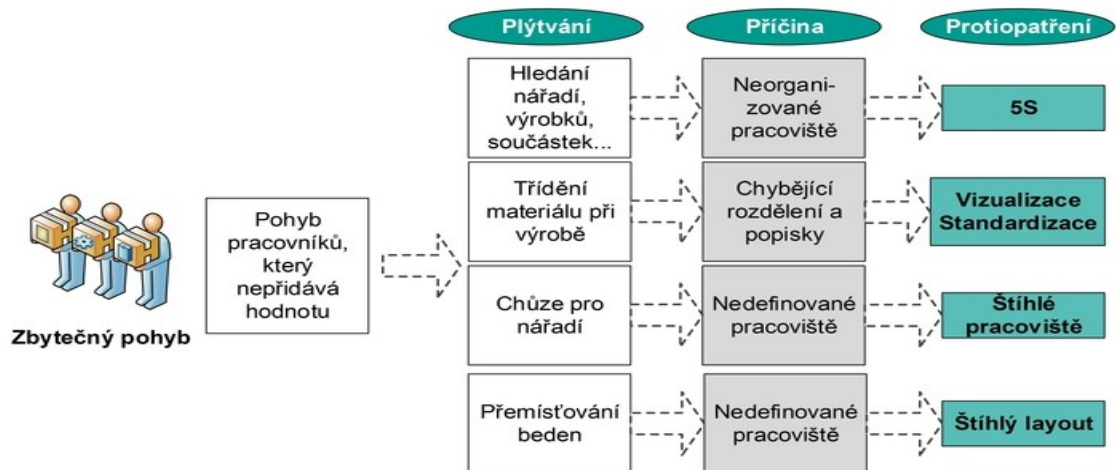 Plýtvání
Příčina
Protiopatření
Hledání
nářadí,
výrobků,
součástek...
Neorgani-
zované
pracoviště
5S
Třídění
materiálu při
výrobě
Chybějící
rozdělení a
popisky
Vizualizace
Standardizace
Pohyb
pracovníků,
který
nepřidává
hodnotu
Zbytečný pohyb
Chůze pro
nářadí
Nedefinované
pracoviště
Štíhlé
pracoviště
Přemísťování
beden
Nedefinované
pracoviště
Štíhlý layout